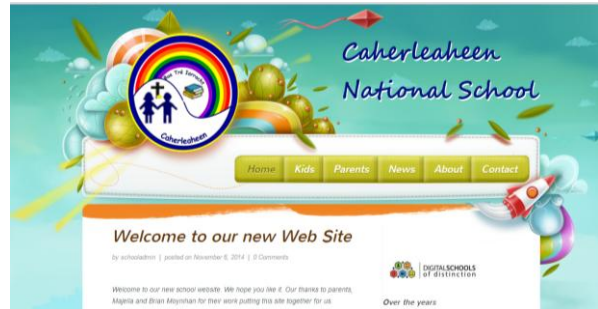 Caherleaheen
National School
Caherleaheen
Home Kids Parents News About Contact
Welcome to our new Web Site
by schooladmin | posted on November 6, 2014 | 0 Comments
Welcome to our new school website. We hope you like it. Our thanks to parents,
Majella and Brian Moynihan for their work putting this site together for us.
DIGITALSCHOOLS
of distinction
Over the years